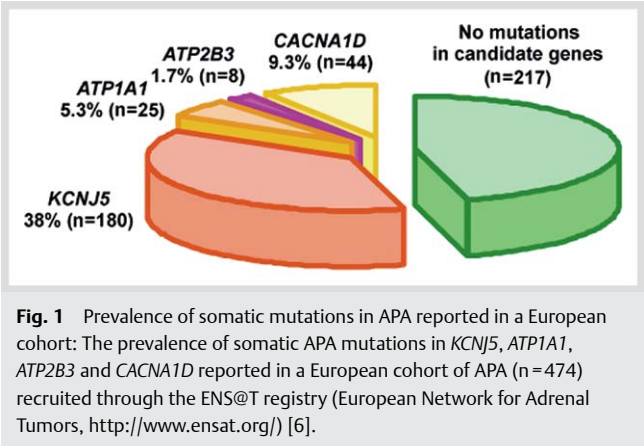 No mutations
in candidate genes
(n=217)
CACNA1D
9.3% (n=44)
ATP2B3
1.7% (n=8)
ATP1A1
5.3% (n=25)
KCNJ5
38% (n=180)
Fig. 1 Prevalence of somatic mutations in APA reported in a European
cohort: The prevalence of somatic APA mutations in KCNJ5, ATP1A1,
ATP2B3 and CACNA1D reported in a European cohort of APA (n=474)
recruited through the ENS@T registry (European Network for Adrenal
Tumors, http://www.ensat.org/) [6].